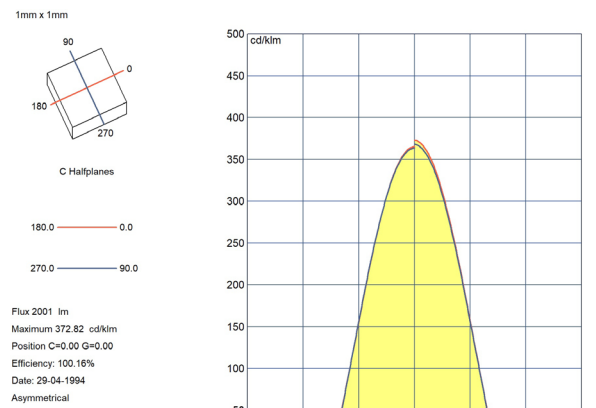 1mm x 1mm
90
0
180
270
C Halfplanes
180.0 0.0
270.0 90.0
Flux 2001 lm
Maximum 372.82 cd/klm
Position C=0.00 G=0.00
Efficiency: 100.16%
Date: 29-04-1994
Asymmetrical
500
cd/klm
450
400
350
300
250
200
150
100